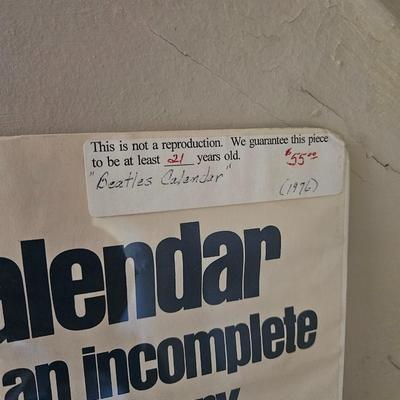 This is not a reproduction. We guarantee this piece
to be at least 21 years old. $55.00
"Beatles Calendar" (1976)
alendar
an incomplete